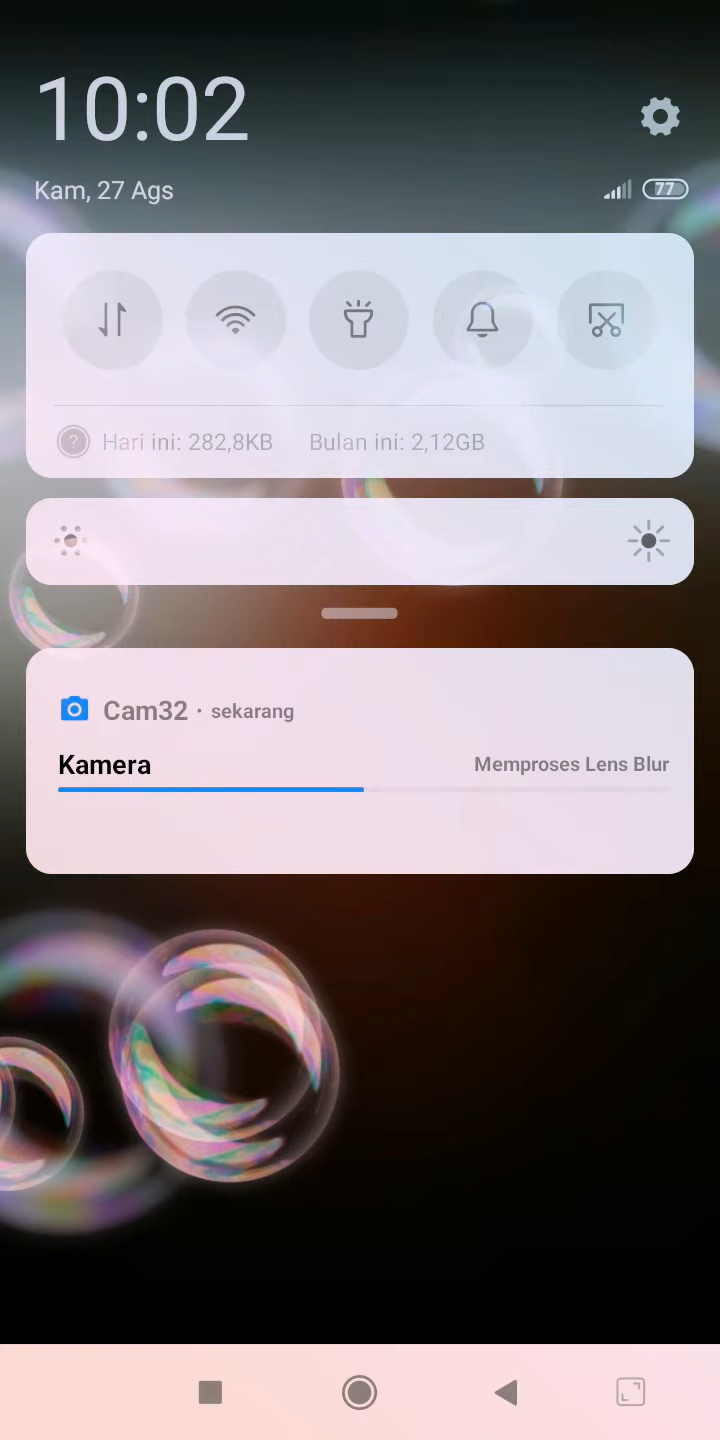 10:02
Kam, 27 Ags
77
Hari ini: 282,8KB Bulan ini: 2,12GB
Cam32 · sekarang
Kamera Memproses Lens Blur